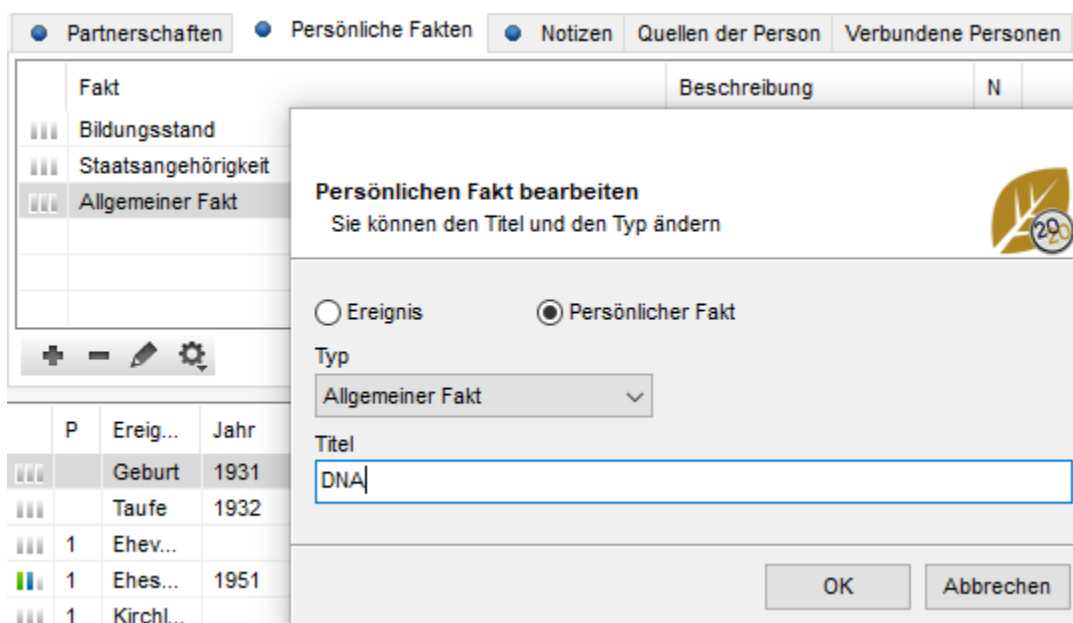 Partnerschaften Persönliche Fakten Notizen Quellen der Person Verbundene Personen
Fakt Beschreibung N
Bildungsstand
Staatsangehörigkeit
Allgemeiner Fakt
Persönlichen Fakt bearbeiten
Sie können den Titel und den Typ ändern
2020
Ereignis Persönlicher Fakt
Typ
Allgemeiner Fakt
Titel
DNA
OK Abbrechen
P Ereig... Jahr
Geburt 1931
Taufe 1932
1 Ehev...
1 Ehes... 1951
1 Kirchl...